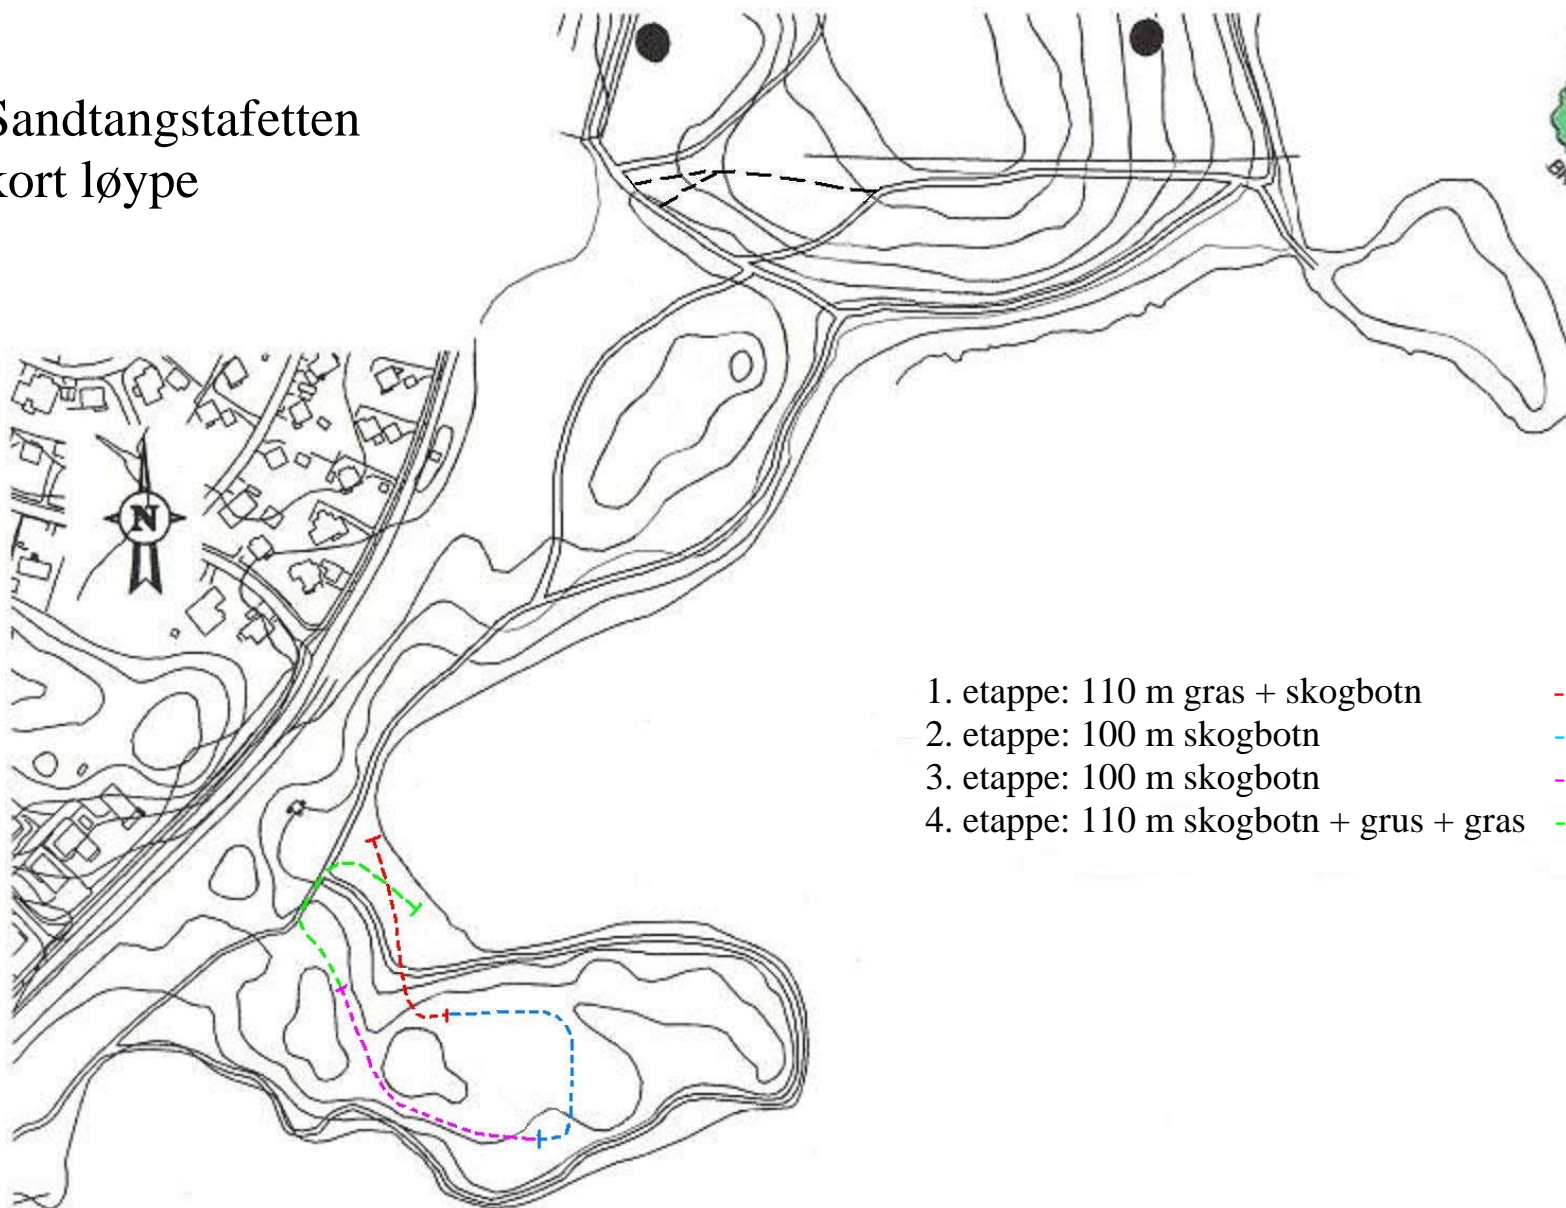 Sandtangstafetten
kort løype
N
1. etappe: 110 m gras + skogbotn
2. etappe: 100 m skogbotn
3. etappe: 100 m skogbotn
4. etappe: 110 m skogbotn + grus + gras